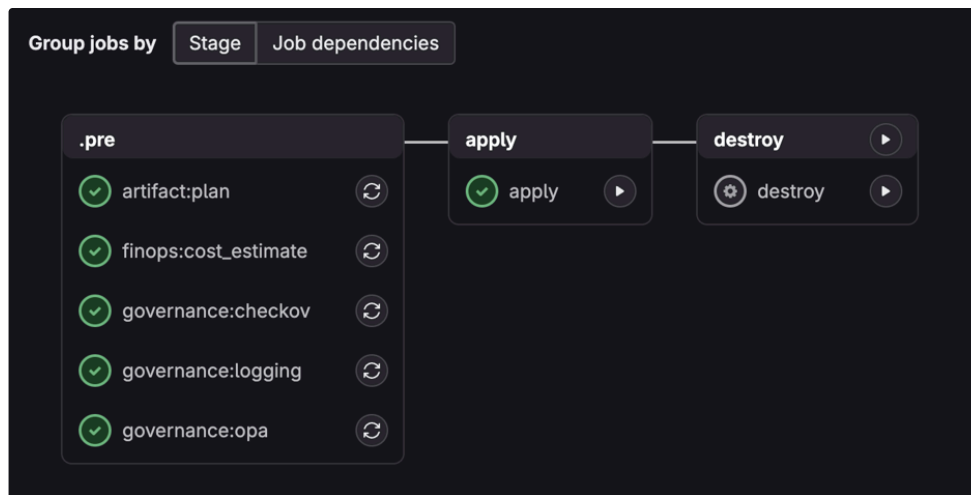 Group jobs by Stage Job dependencies
.pre
artifact:plan
finops:cost_estimate
governance:checkov
governance:logging
governance:opa
apply
apply
destroy
destroy